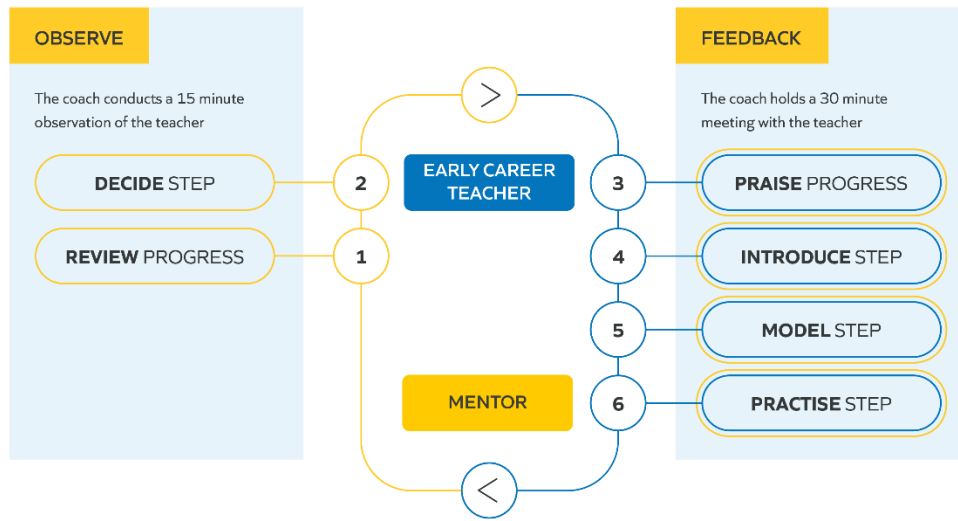 OBSERVE
The coach conducts a 15 minute
observation of the teacher
DECIDE STEP
2
REVIEW PROGRESS
1
>
EARLY CAREER
TEACHER
MENTOR
<
FEEDBACK
The coach holds a 30 minute
meeting with the teacher
3
PRAISE PROGRESS
4
INTRODUCE STEP
5
MODEL STEP
6
PRACTISE STEP